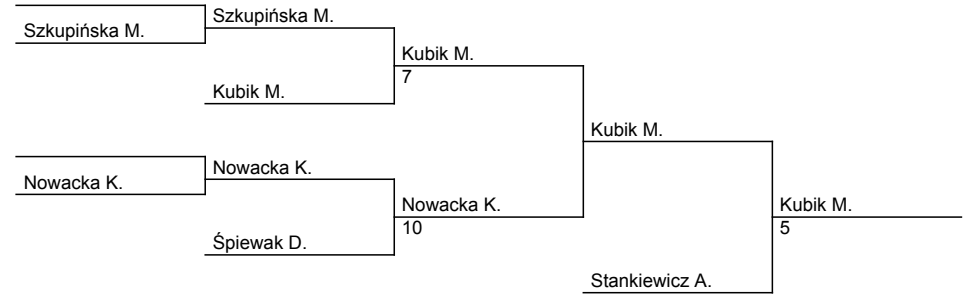 Szkupińska M.
Szkupińska M.
Kubik M.
7
Kubik M.
Kubik M.
Nowacka K.
Nowacka K.
Nowacka K.
10
Śpiewak D.
Kubik M.
5
Stankiewicz A.